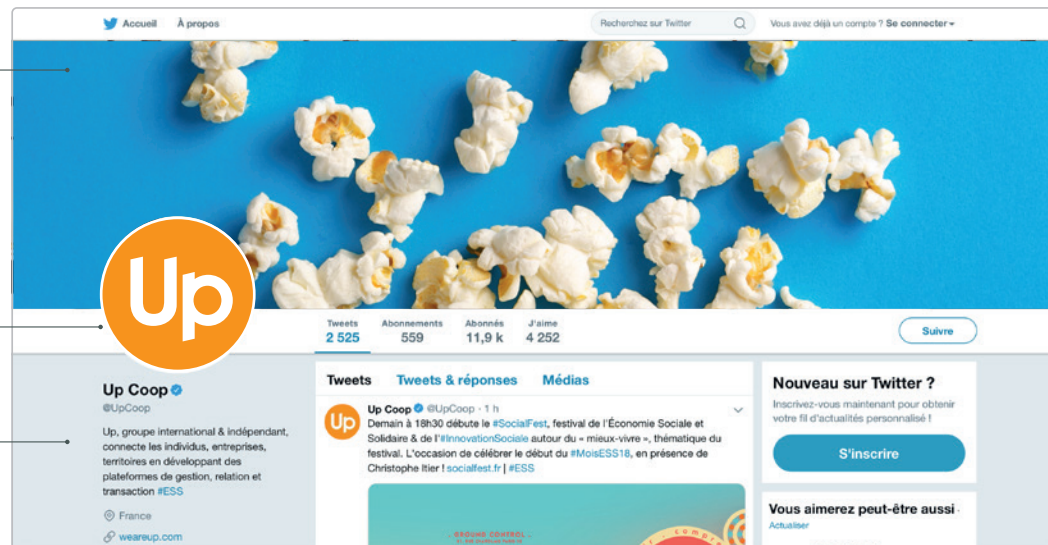 Accueil À propos Recherchez sur Twitter Vous avez déjà un compte ? Se connecter
Up
Tweets Abonnements Abonnés J'aime
2 525 559 11,9 k 4 252
Suivre
Up Coop
@UpCoop
Up, groupe international & indépendant,
connecte les individus, entreprises,
territoires en développant des
plateformes de gestion, relation et
transaction #ESS
France
weareup.com
Tweets Tweets & réponses Médias
Up
Up Coop @UpCoop · 1 h
Demain à 18h30 débute le #SocialFest, festival de l'Économie Sociale et
Solidaire & de l'#InnovationSociale autour du « mieux-vivre », thématique du
festival. L'occasion de célébrer le début du #MoisESS18, en présence de
Christophe Itier ! socialfest.fr | #ESS
- GROUND CONTROL -
Nouveau sur Twitter ?
Inscrivez-vous maintenant pour obtenir
votre fil d'actualités personnalisé !
S'inscrire
Vous aimerez peut-être aussi ·
Actualiser